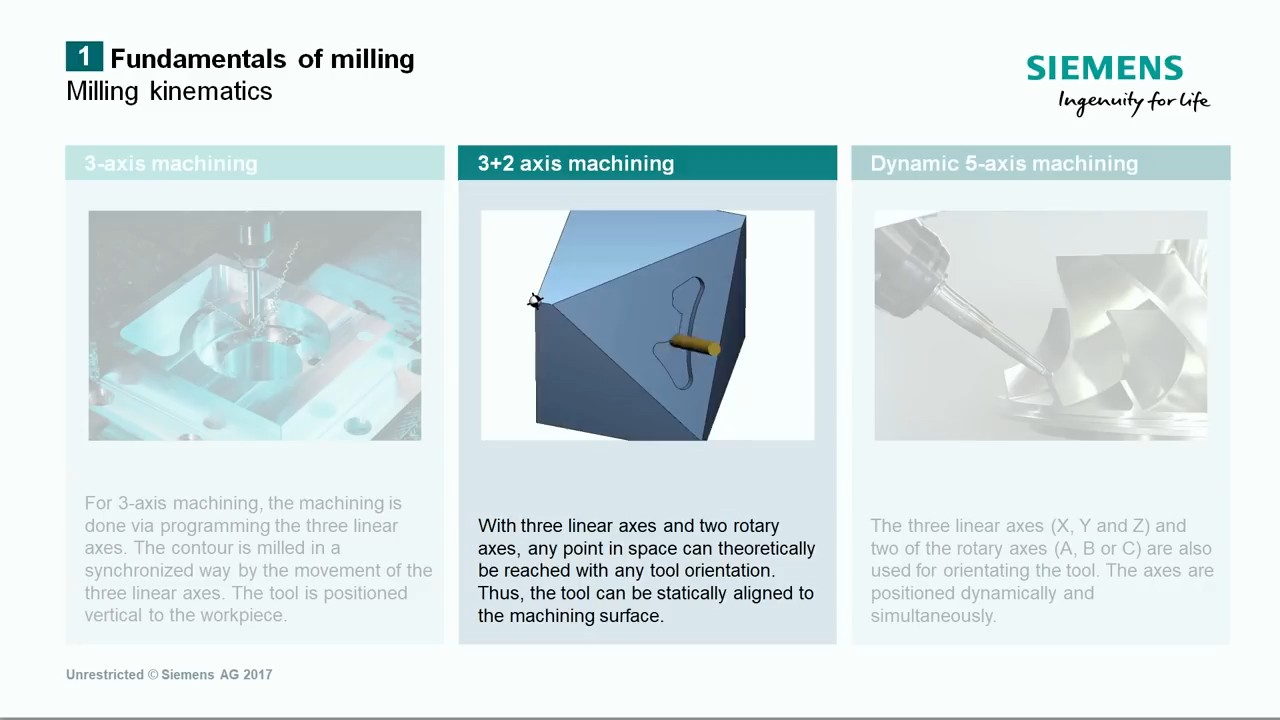 1 Fundamentals of milling
Milling kinematics
SIEMENS
Ingenuity for life
3-axis machining
For 3-axis machining, the machining is
done via programming the three linear
axes. The contour is milled in a
synchronized way by the movement of the
three linear axes. The tool is positioned
vertical to the workpiece.
3+2 axis machining
With three linear axes and two rotary
axes, any point in space can theoretically
be reached with any tool orientation.
Thus, the tool can be statically aligned to
the machining surface.
Dynamic 5-axis machining
The three linear axes (X, Y and Z) and
two of the rotary axes (A, B or C) are also
used for orientating the tool. The axes are
positioned dynamically and
simultaneously.
Unrestricted © Siemens AG 2017